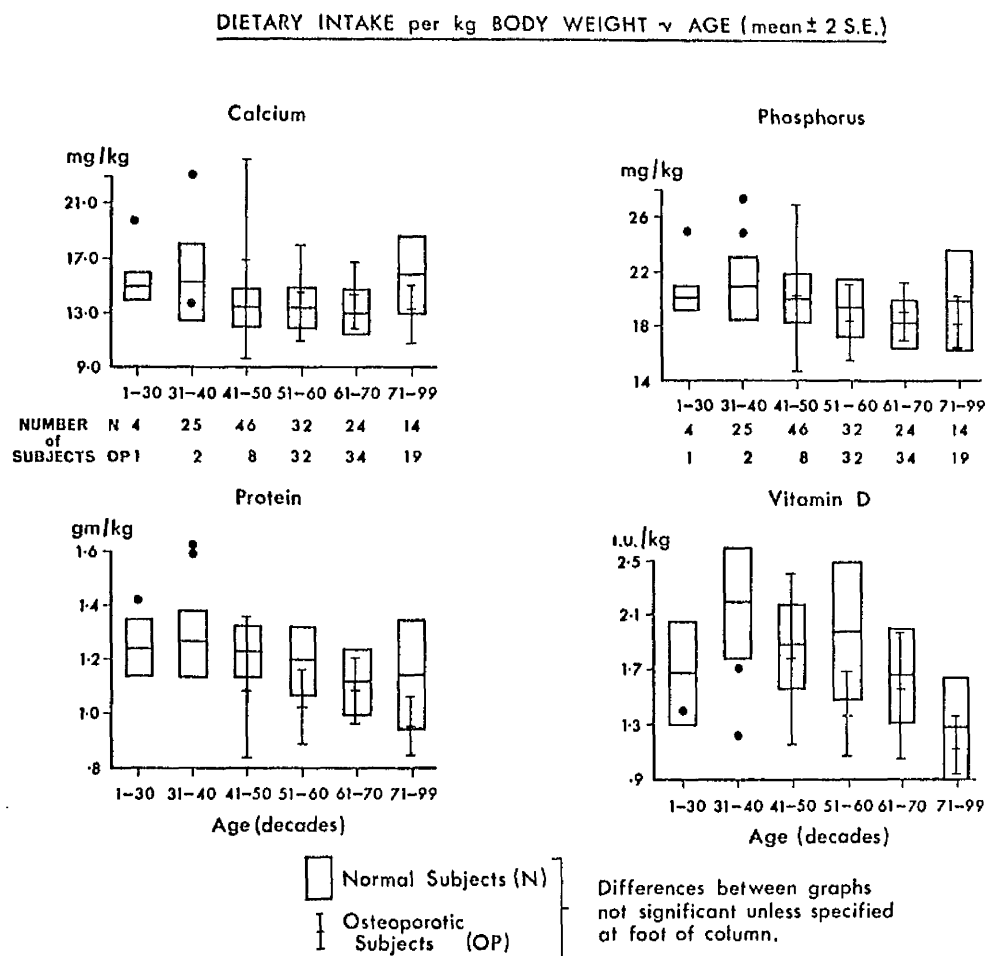 DIETARY INTAKE per kg BODY WEIGHT v AGE (mean ± 2 S.E.)
Calcium
mg/kg
21·0
17·0
13·0
9·0
1–30 31–40 41–50 51–60 61–70 71–99
NUMBER of SUBJECTS
N 4 25 46 32 24 14
OP 1 2 8 32 34 19
Phosphorus
mg/kg
26
22
18
14
1–30 31–40 41–50 51–60 61–70 71–99
4 25 46 32 24 14
1 2 8 32 34 19
Protein
gm/kg
1·6
1·4
1·2
1·0
·8
1–30 31–40 41–50 51–60 61–70 71–99
Age (decades)
Vitamin D
i.u./kg
2·5
2·1
1·7
1·3
·9
1–30 31–40 41–50 51–60 61–70 71–99
Age (decades)
Normal Subjects (N)
Osteoporotic
Subjects (OP)
Differences between graphs
not significant unless specified
at foot of column.